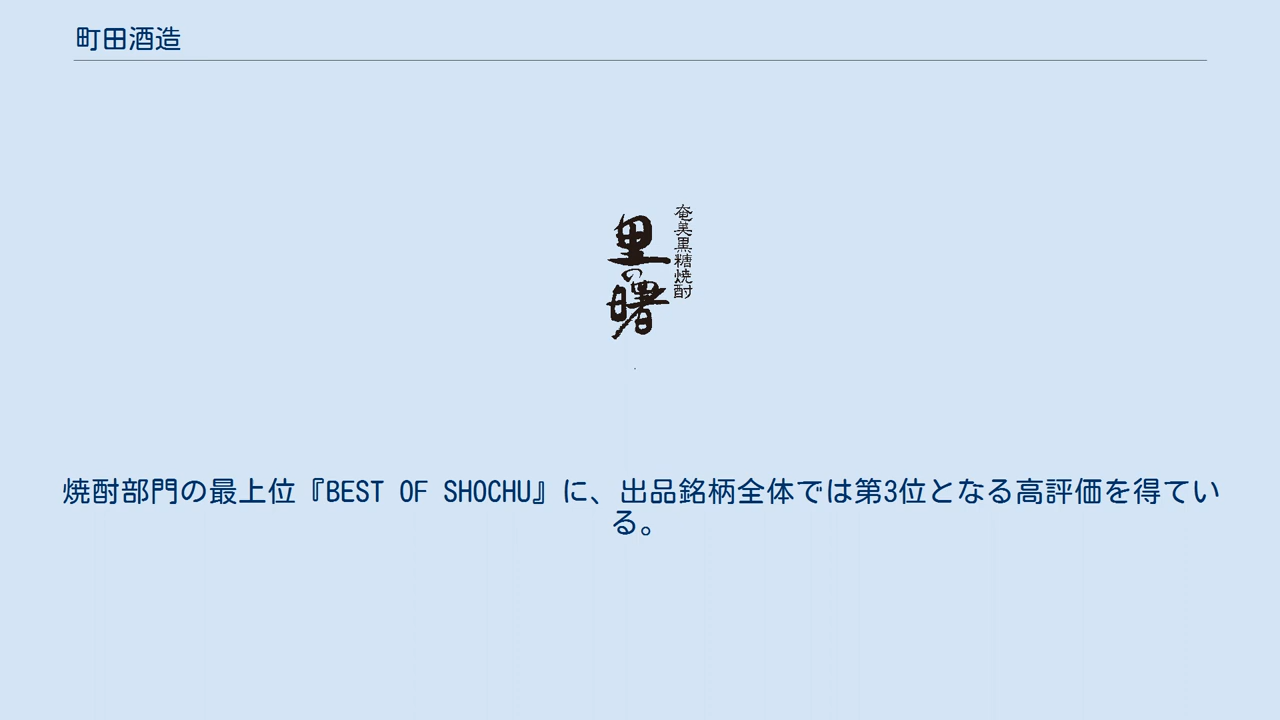 町田酒造
奄美黒糖焼酎
里の曙
焼酎部門の最上位『BEST OF SHOCHU』に、出品銘柄全体では第3位となる高評価を得てい
る。